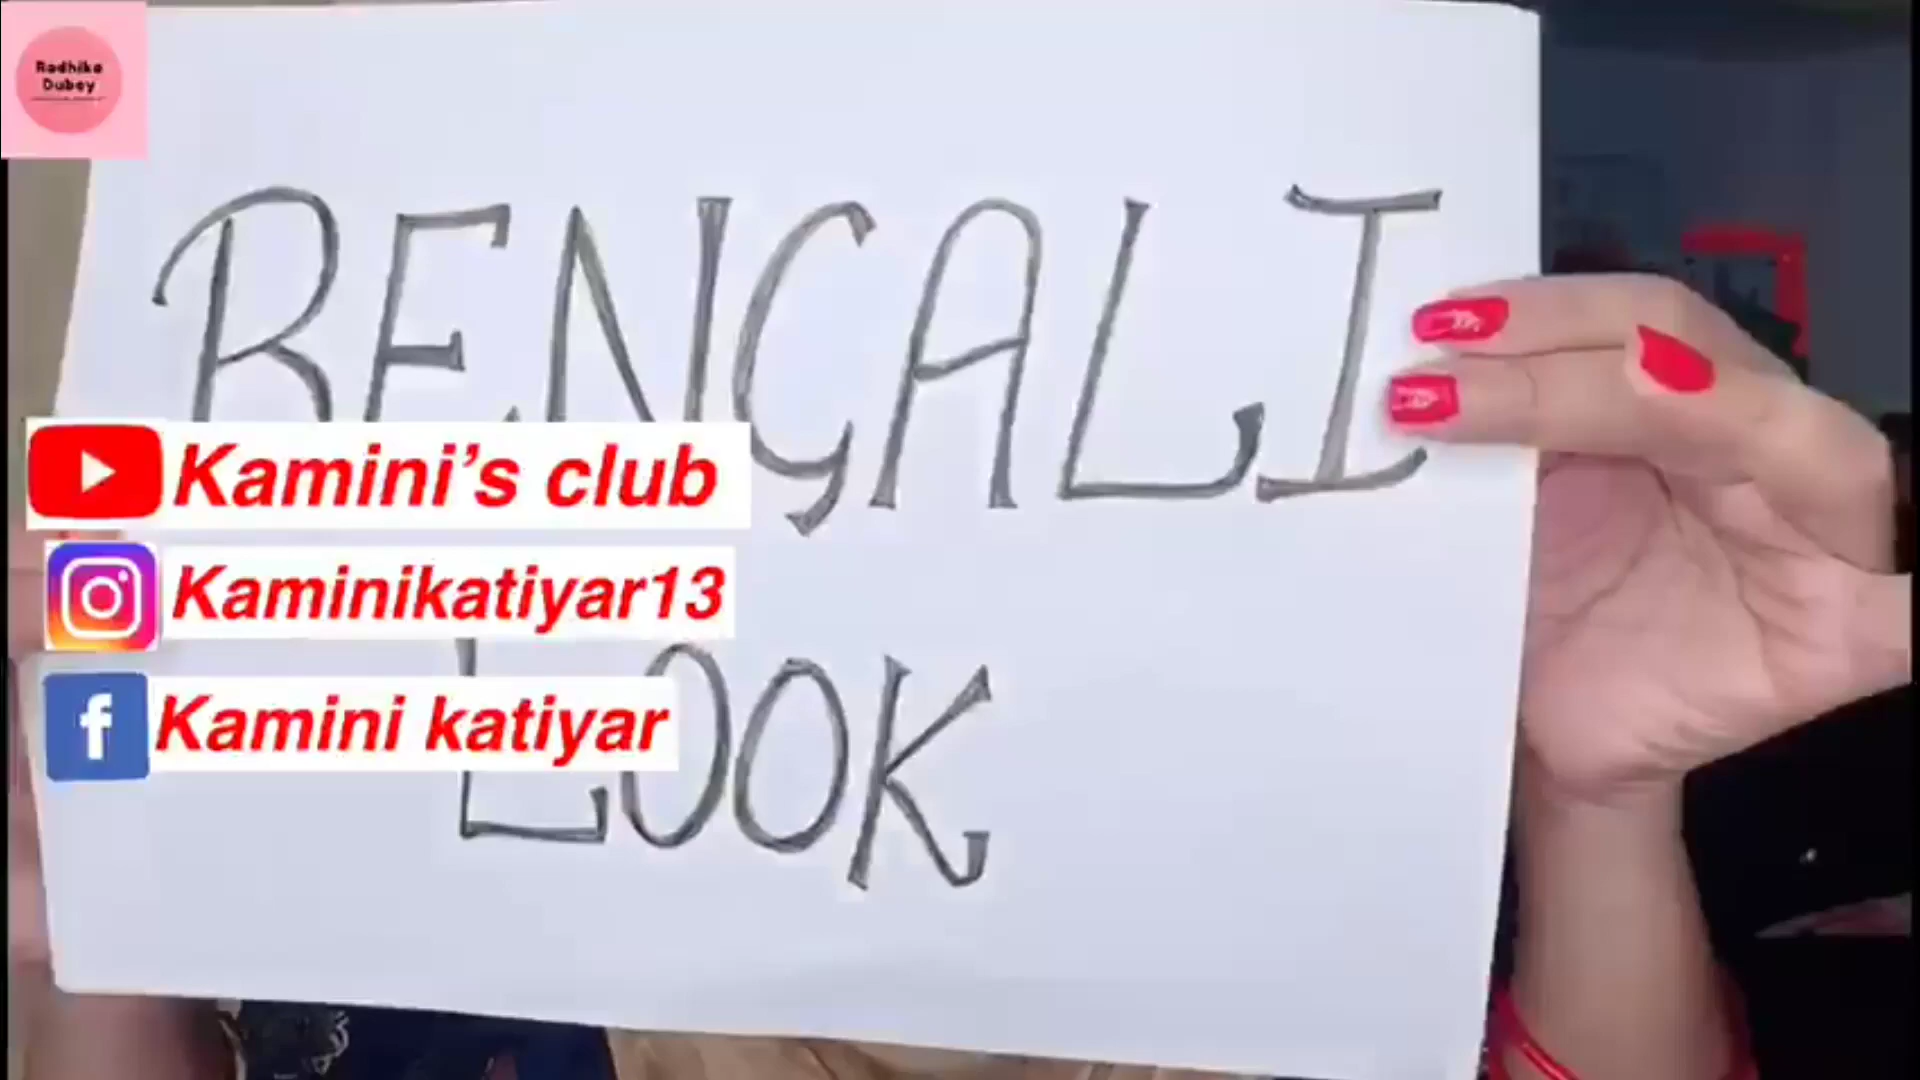 Radhika
Dubey
BENGALI
Kamini's club
Kaminikatiyar13
Kamini katiyar
LOOK